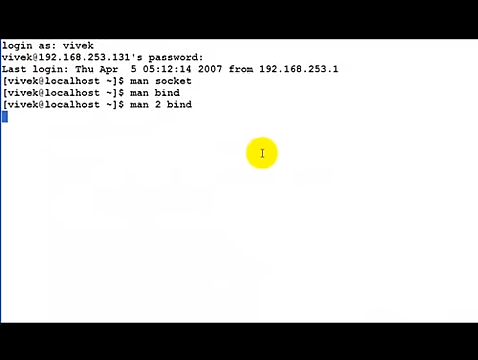 login as: vivek
vivek@192.168.253.131's password:
Last login: Thu Apr  5 05:12:14 2007 from 192.168.253.1
[vivek@localhost ~]$ man socket
[vivek@localhost ~]$ man bind
[vivek@localhost ~]$ man 2 bind